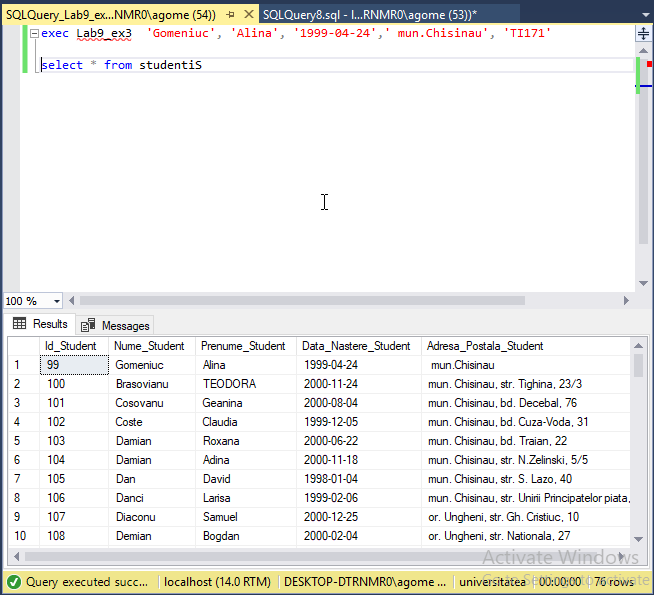 SQLQuery_Lab9_ex...NMR0\agome (54)) SQLQuery8.sql - l...RNMR0\agome (53))*
exec Lab9_ex3 'Gomeniuc', 'Alina', '1999-04-24',' mun.Chisinau', 'TI171'
select * from studentiS
100 %
Results Messages
Id_Student Nume_Student Prenume_Student Data_Nastere_Student Adresa_Postala_Student
1 99 Gomeniuc Alina 1999-04-24 mun.Chisinau
2 100 Brasovianu TEODORA 2000-11-24 mun. Chisinau, str. Tighina, 23/3
3 101 Cosovanu Geanina 2000-08-04 mun. Chisinau, bd. Decebal, 76
4 102 Coste Claudia 1999-12-05 mun. Chisinau, bd. Cuza-Voda, 31
5 103 Damian Roxana 2000-06-22 mun. Chisinau, bd. Traian, 22
6 104 Damian Adina 2000-11-18 mun. Chisinau, str. N.Zelinski, 5/5
7 105 Dan David 1998-01-04 mun. Chisinau, str. S. Lazo, 40
8 106 Danci Larisa 1999-02-06 mun. Chisinau, str. Unirii Principatelor piata,
9 107 Diaconu Samuel 2000-12-25 or. Ungheni, str. Gh. Cristiuc, 10
10 108 Demian Bogdan 2000-02-04 or. Ungheni, str. Nationala, 27
Activate Windows
Go to Settings to activate
Query executed succ... localhost (14.0 RTM) DESKTOP-DTRNMR0\agome ... universitatea 00:00:00 76 rows